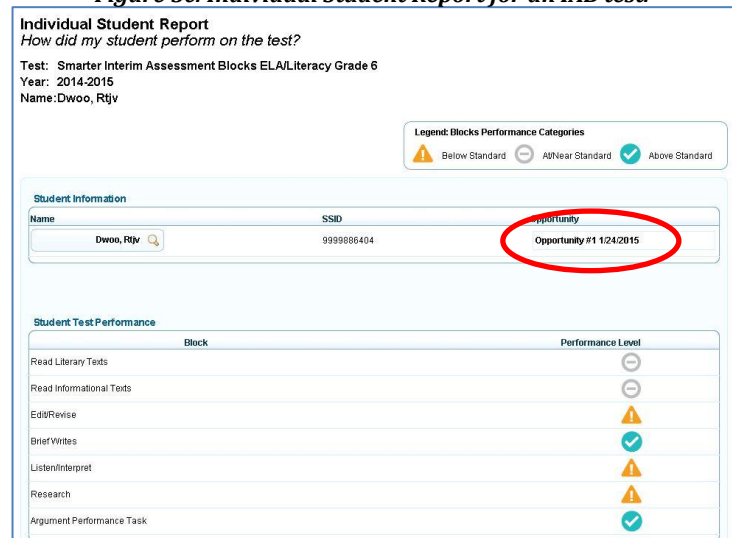 Individual Student Report
How did my student perform on the test?
Test: Smarter Interim Assessment Blocks ELA/Literacy Grade 6
Year: 2014-2015
Name:Dwoo, Rtjv
Legend: Blocks Performance Categories
Below Standard At/Near Standard Above Standard
Student Information
Name SSID Opportunity
Dwoo, Rtjv 9999886404 Opportunity #1 1/24/2015
Student Test Performance
Block Performance Level
Read Literary Texts
Read Informational Texts
Edit/Revise
Brief Writes
Listen/Interpret
Research
Argument Performance Task